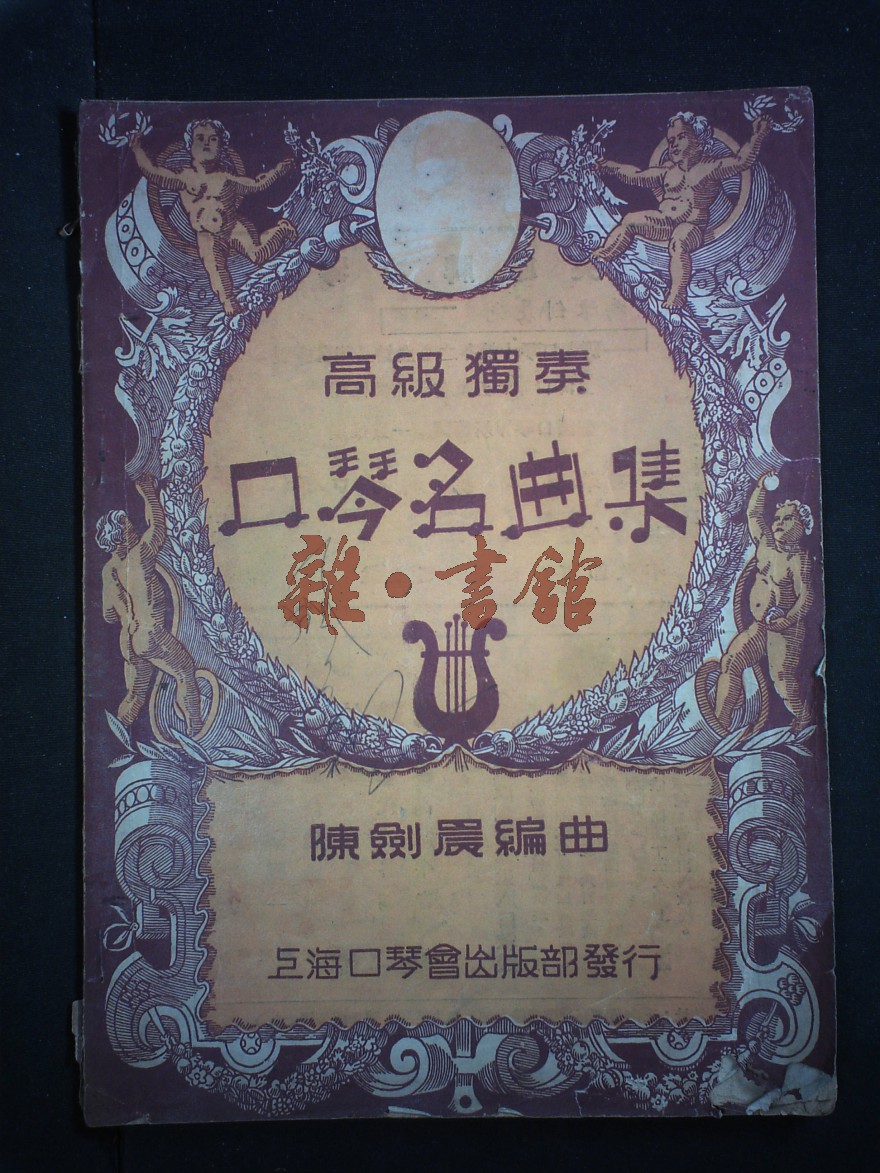 高級獨奏
口琴名曲集
雜·書館
陳劍晨編曲
上海口琴會出版部發行